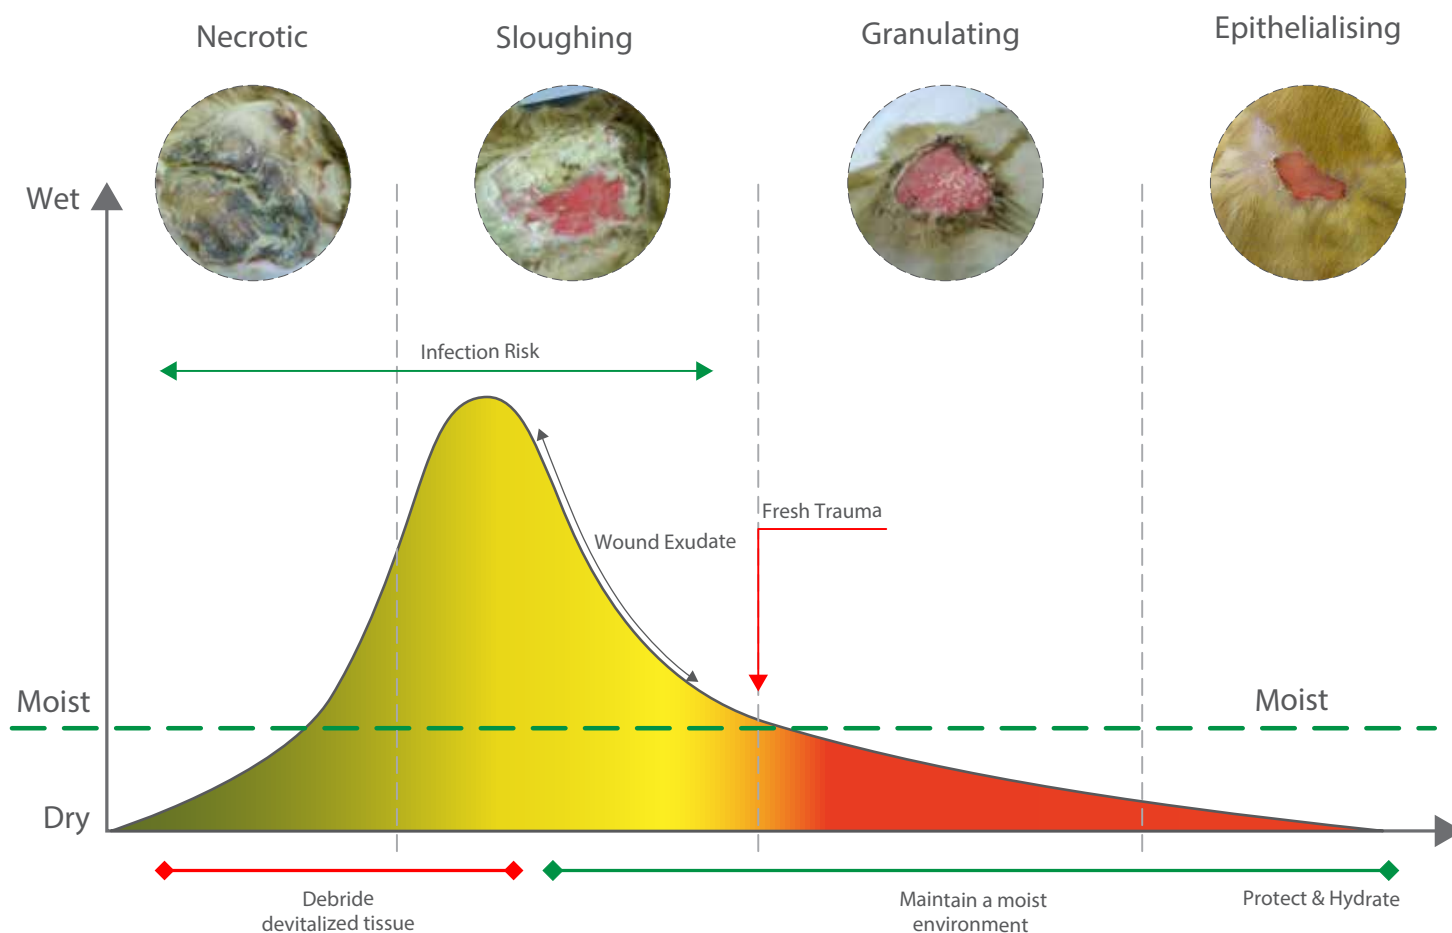 Necrotic
Sloughing
Granulating
Epithelialising
Wet
Infection Risk
Fresh Trauma
Wound Exudate
Moist
Moist
Dry
Debride
devitalized tissue
Maintain a moist
environment
Protect & Hydrate